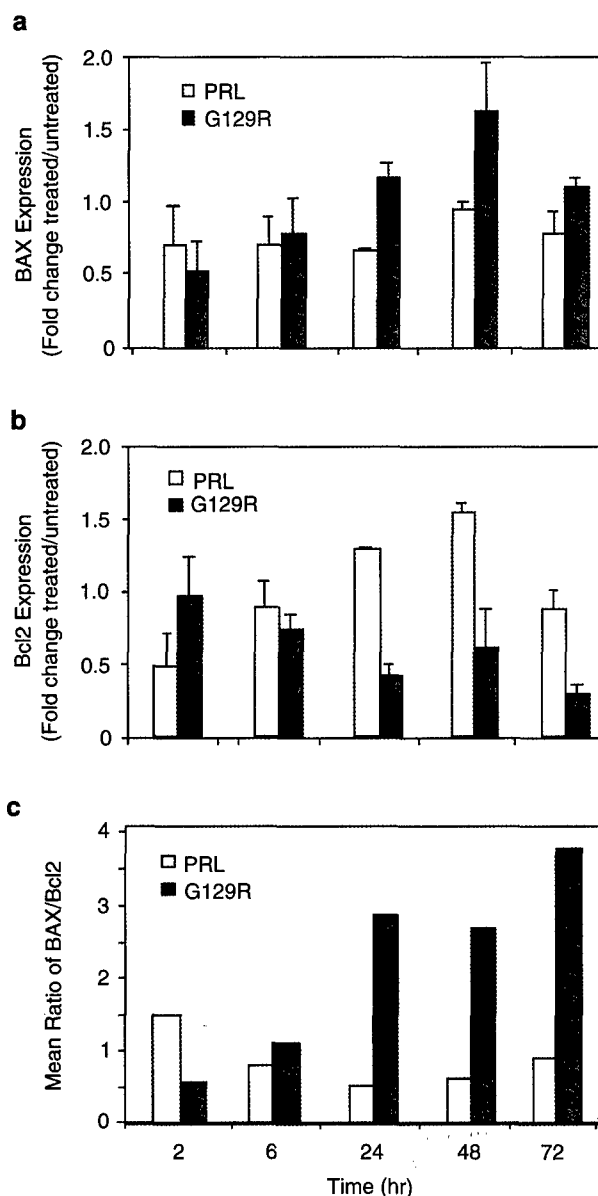 a
BAX Expression
(Fold change treated/untreated)
2.0
1.5
1.0
0.5
0
PRL
G129R
b
Bcl2 Expression
(Fold change treated/untreated)
2.0
1.5
1.0
0.5
0
PRL
G129R
c
Mean Ratio of BAX/Bcl2
4
3
2
1
0
PRL
G129R
2 6 24 48 72
Time (hr)